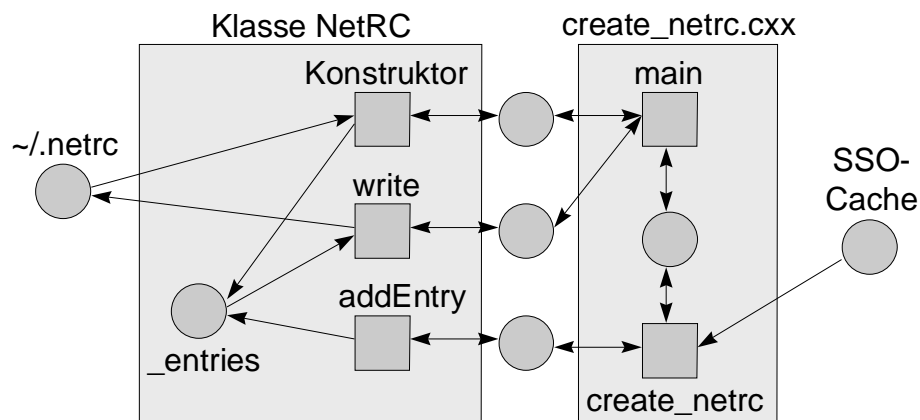 Klasse NetRC
create_netrc.cxx
Konstruktor
main
~/.netrc
SSO-
Cache
write
addEntry
_entries
create_netrc